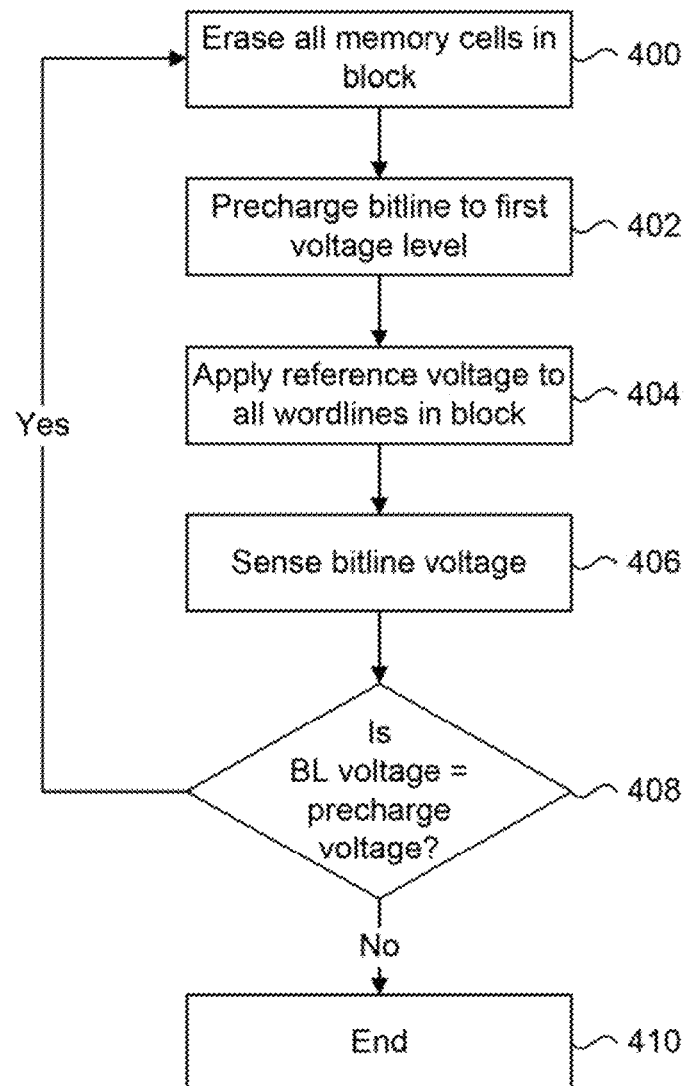 Erase all memory cells in
block
400
Precharge bitline to first
voltage level
402
Apply reference voltage to
all wordlines in block
404
Yes
Sense bitline voltage
406
Is
BL voltage =
precharge
voltage?
408
No
End
410